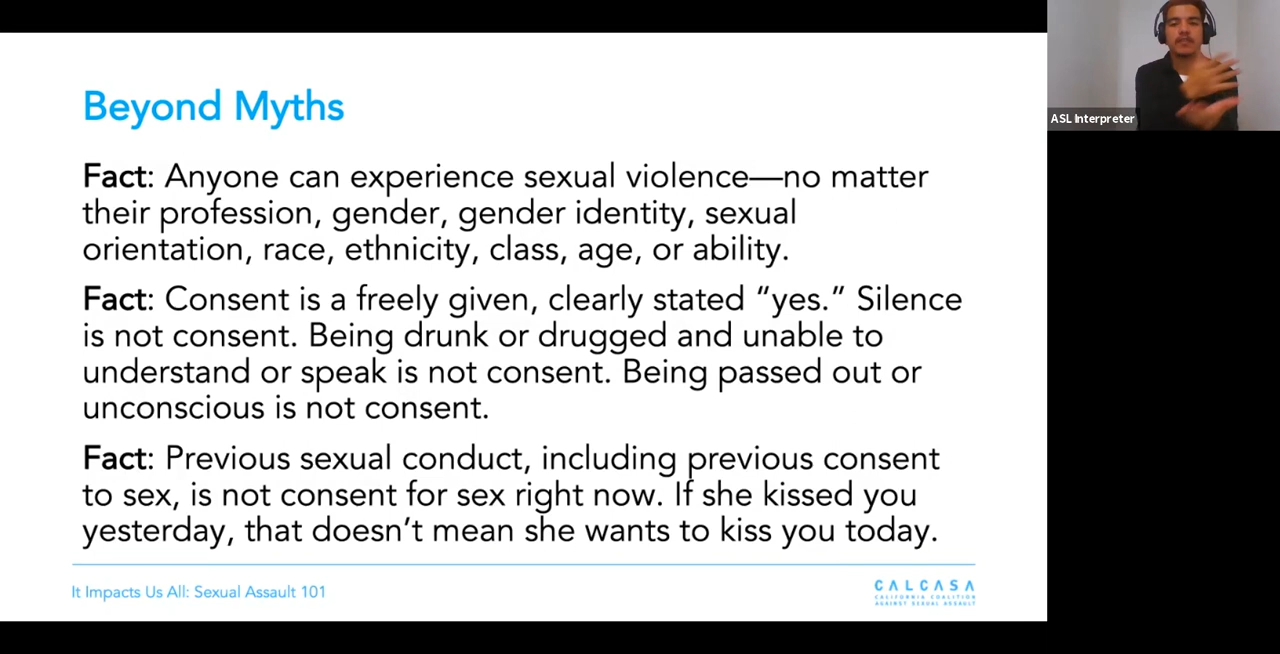 Beyond Myths
Fact: Anyone can experience sexual violence—no matter
their profession, gender, gender identity, sexual
orientation, race, ethnicity, class, age, or ability.
Fact: Consent is a freely given, clearly stated “yes.” Silence
is not consent. Being drunk or drugged and unable to
understand or speak is not consent. Being passed out or
unconscious is not consent.
Fact: Previous sexual conduct, including previous consent
to sex, is not consent for sex right now. If she kissed you
yesterday, that doesn’t mean she wants to kiss you today.
It Impacts Us All: Sexual Assault 101
CALCASA
CALIFORNIA COALITION
AGAINST SEXUAL ASSAULT
ASL Interpreter